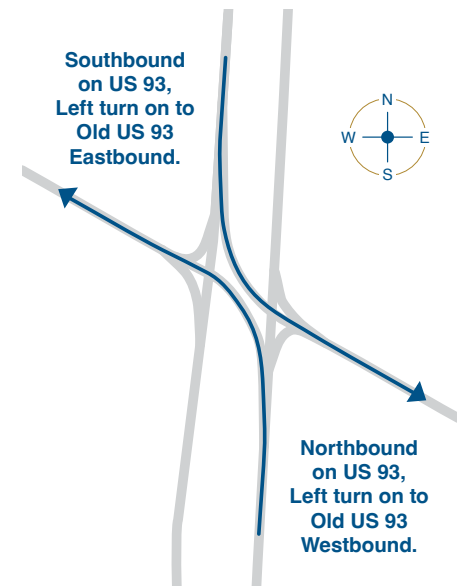 Southbound
on US 93,
Left turn on to
Old US 93
Eastbound.
N
W E
S
Northbound
on US 93,
Left turn on to
Old US 93
Westbound.